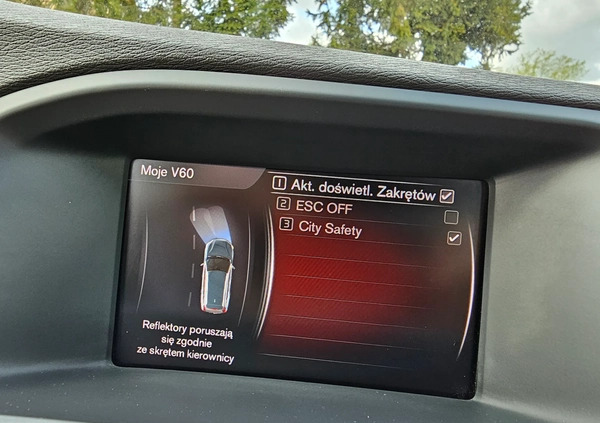 Moje V60
1 Akt. doświetl. Zakrętów
2 ESC OFF
3 City Safety
Reflektory poruszają
się zgodnie
ze skrętem kierownicy